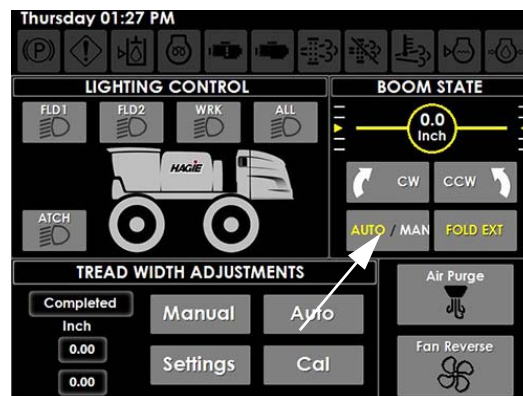 Thursday 01:27 PM
(P)
LIGHTING CONTROL
FLD1 FLD2 WRK ALL
HAGIE
ATCH
BOOM STATE
0.0
Inch
CW CCW
AUTO / MAN FOLD EXT
TREAD WIDTH ADJUSTMENTS
Completed
Inch
0.00
0.00
Manual Auto
Settings Cal
Air Purge
Fan Reverse